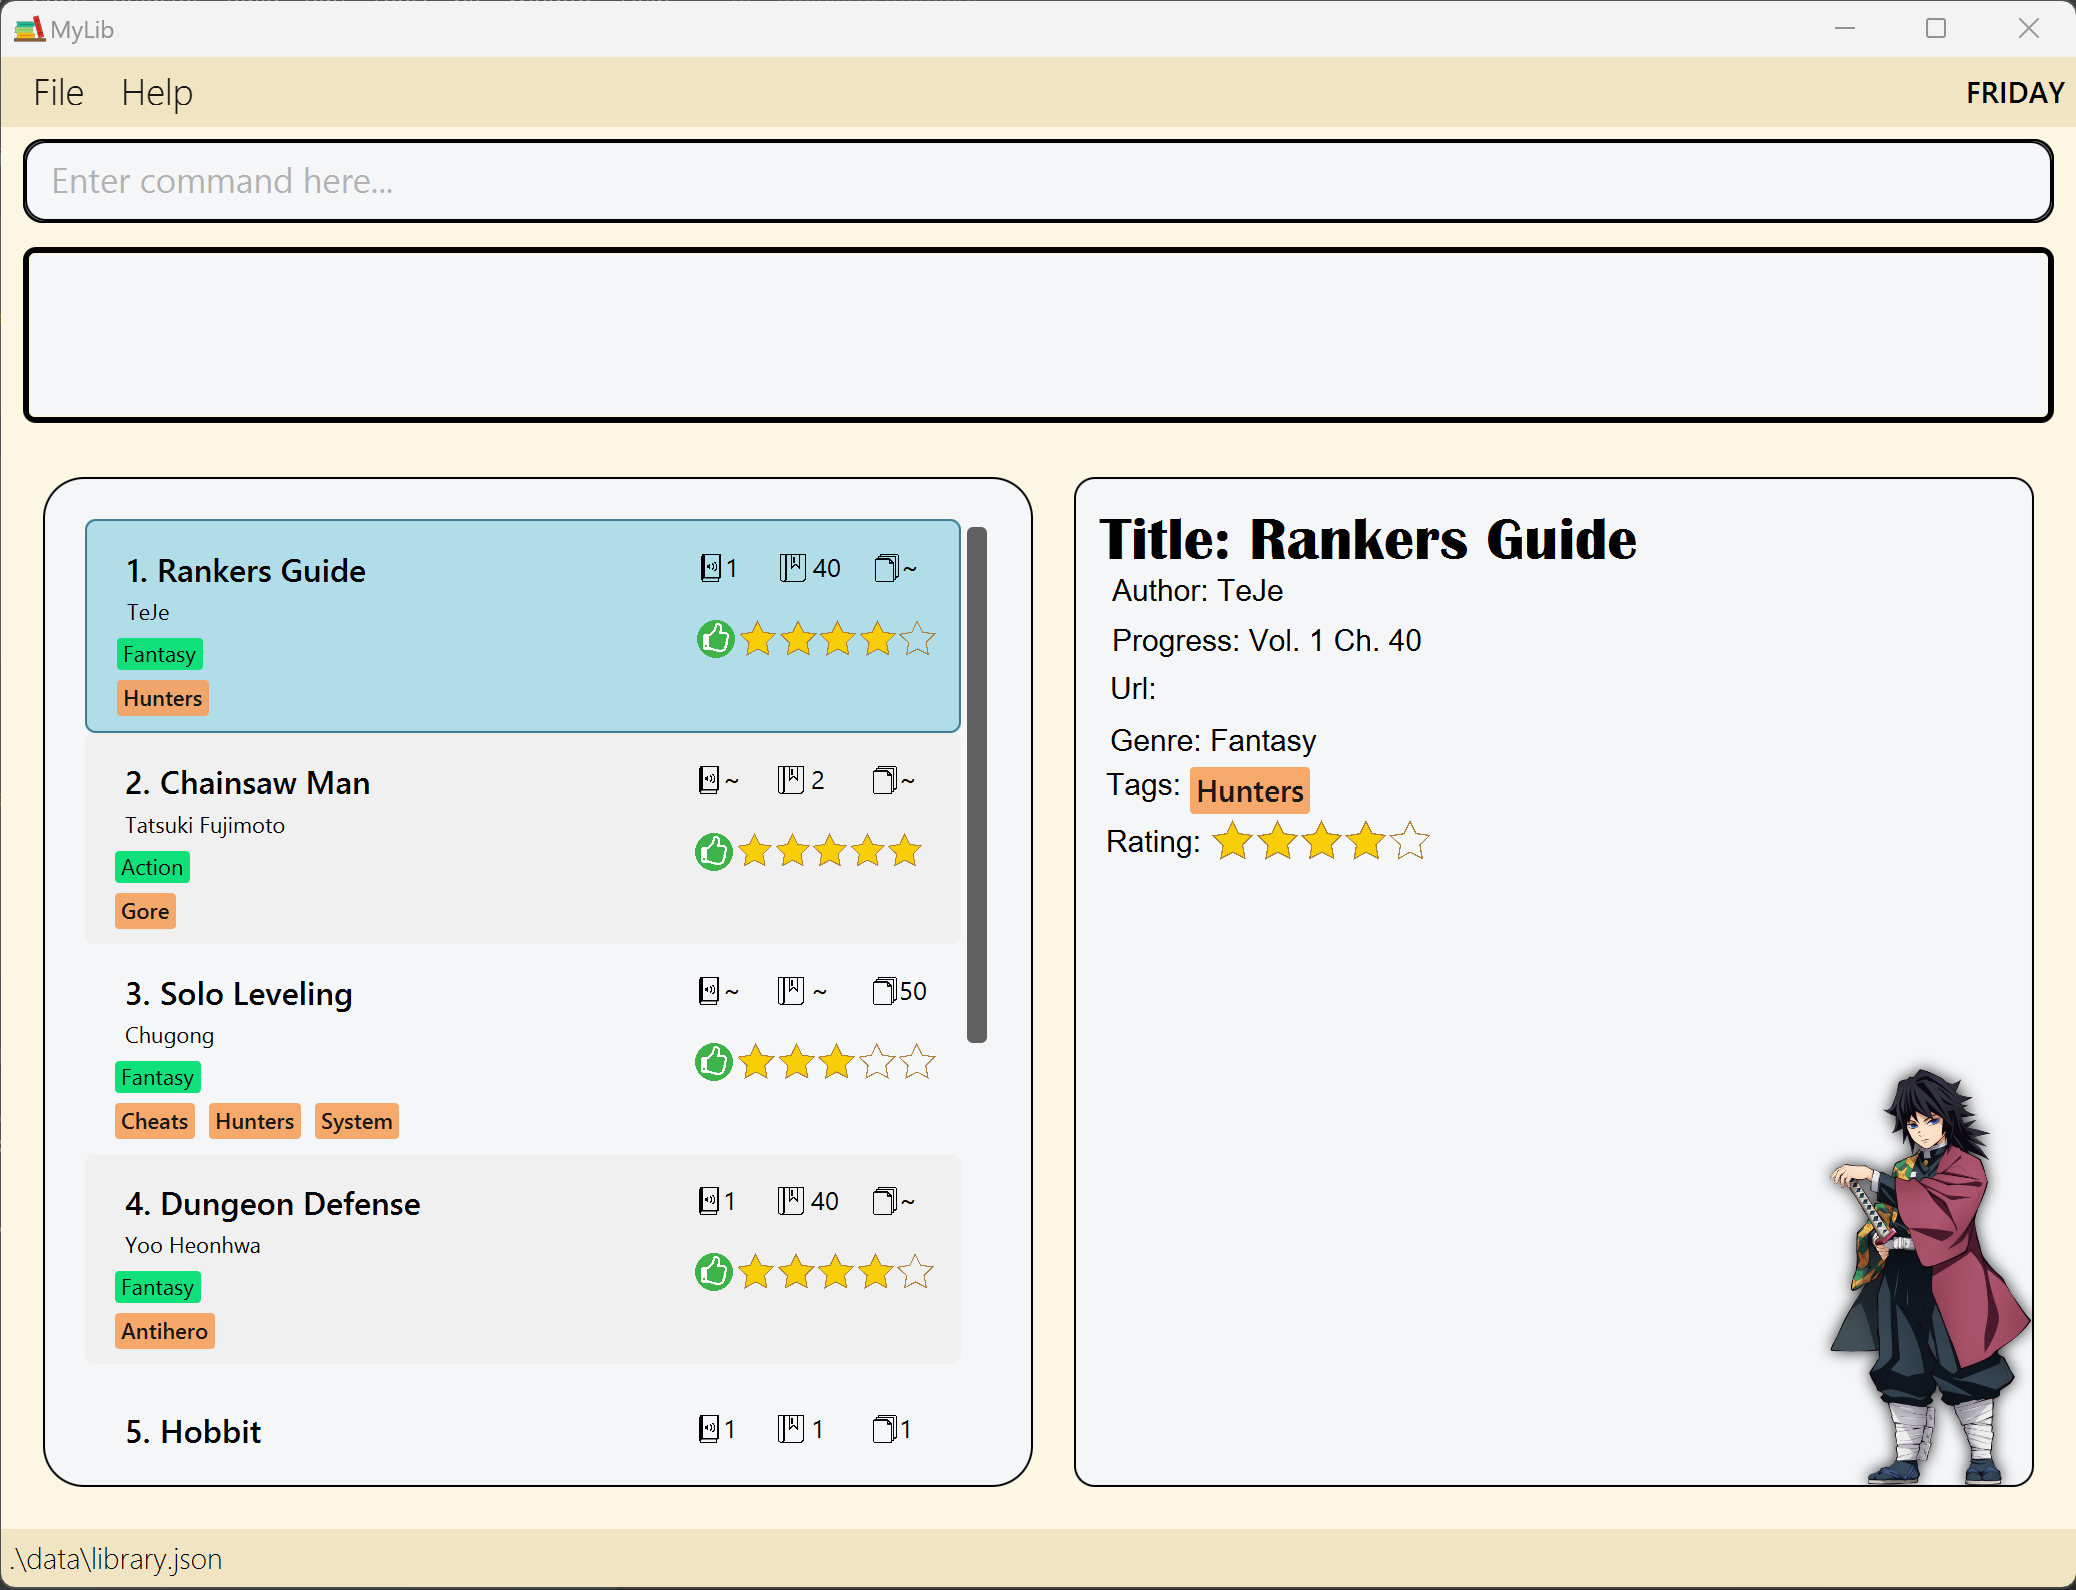 MyLib
File Help FRIDAY
Enter command here...
1. Rankers Guide 1 40 ~
TeJe
Fantasy
Hunters
2. Chainsaw Man ~ 2 ~
Tatsuki Fujimoto
Action
Gore
3. Solo Leveling ~ ~ 50
Chugong
Fantasy
Cheats Hunters System
4. Dungeon Defense 1 40 ~
Yoo Heonhwa
Fantasy
Antihero
5. Hobbit 1 1 1
Title: Rankers Guide
Author: TeJe
Progress: Vol. 1 Ch. 40
Url:
Genre: Fantasy
Tags: Hunters
Rating:
.\data\library.json